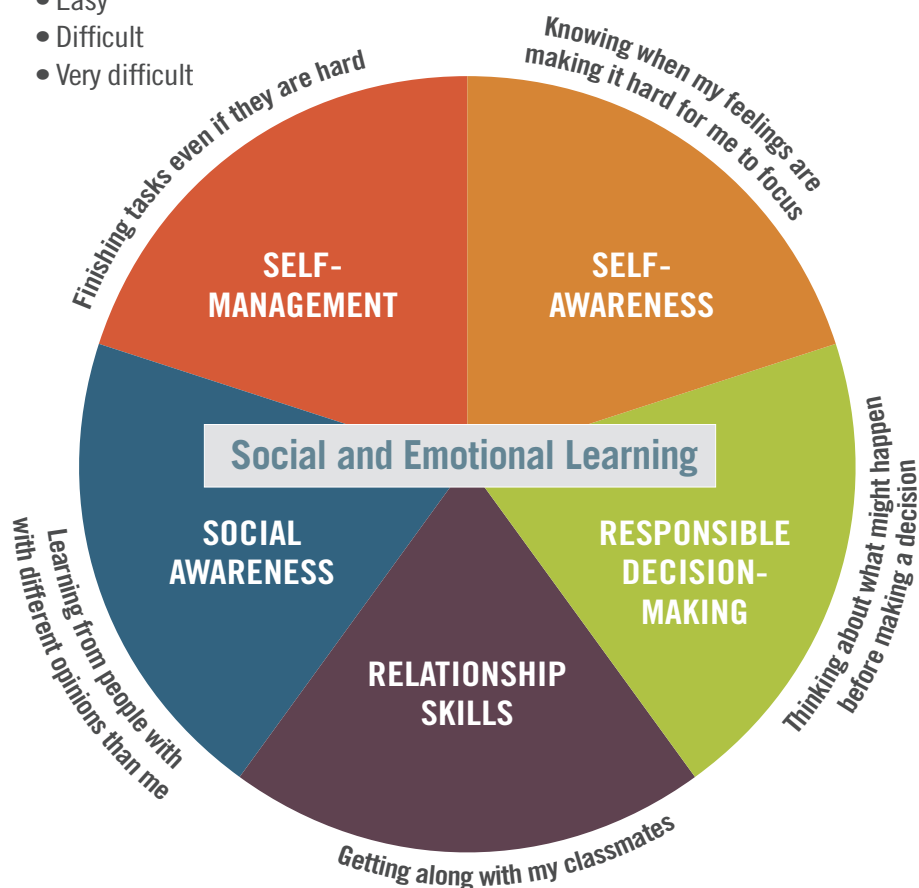 • Easy
• Difficult
• Very difficult
Finishing tasks even if they are hard
Knowing when my feelings are
making it hard for me to focus
SELF-
MANAGEMENT
SELF-
AWARENESS
Social and Emotional Learning
SOCIAL
AWARENESS
RESPONSIBLE
DECISION-
MAKING
RELATIONSHIP
SKILLS
Learning from people with
with different opinions than me
Thinking about what might happen
before making a decision
Getting along with my classmates